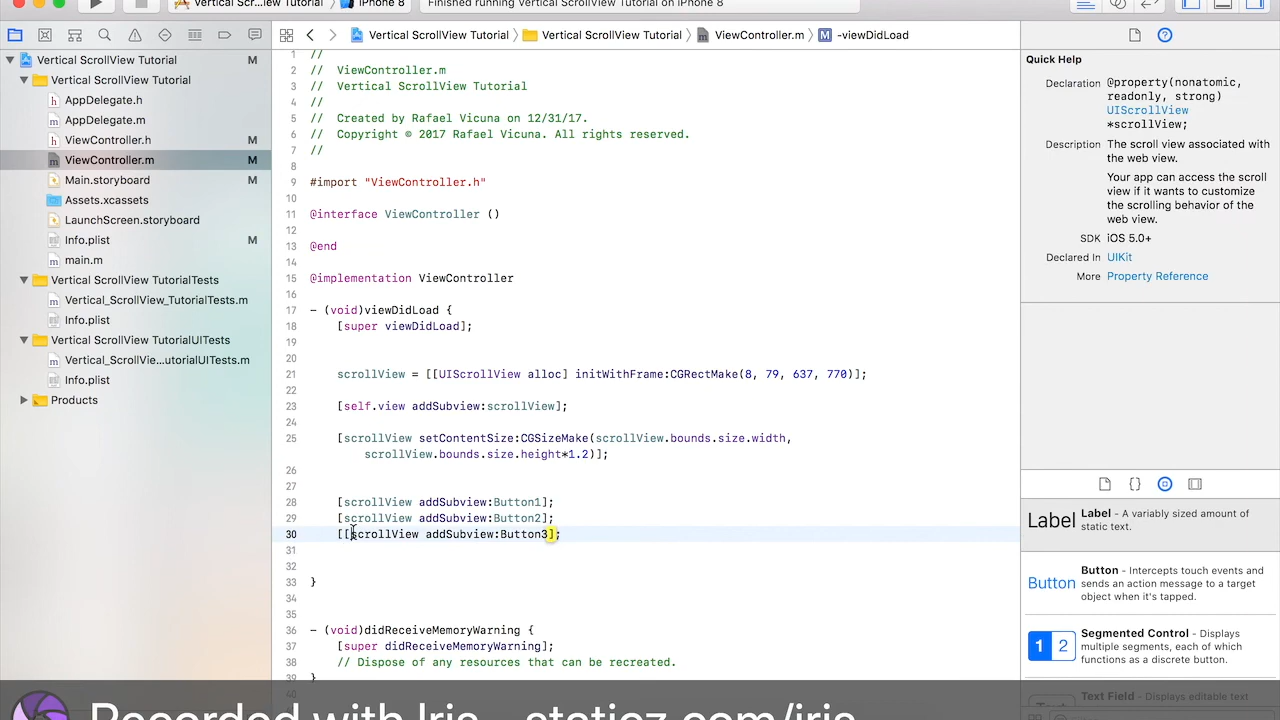 Vertical Scr...iew Tutorial iPhone 8 Finished running Vertical ScrollView Tutorial on iPhone 8
Vertical ScrollView Tutorial Vertical ScrollView Tutorial ViewController.m -viewDidLoad
Vertical ScrollView Tutorial M
Vertical ScrollView Tutorial
AppDelegate.h
AppDelegate.m
ViewController.h M
ViewController.m M
Main.storyboard M
Assets.xcassets
LaunchScreen.storyboard
Info.plist M
main.m
Vertical ScrollView TutorialTests
Vertical_ScrollView_TutorialTests.m
Info.plist
Vertical ScrollView TutorialUITests
Vertical_ScrollVie...utorialUITests.m
Info.plist
Products
1 //
2 // ViewController.m
3 // Vertical ScrollView Tutorial
4 //
5 // Created by Rafael Vicuna on 12/31/17.
6 // Copyright © 2017 Rafael Vicuna. All rights reserved.
7 //
8
9 #import "ViewController.h"
10
11 @interface ViewController ()
12
13 @end
14
15 @implementation ViewController
16
17 - (void)viewDidLoad {
18 [super viewDidLoad];
19
20
21 scrollView = [[UIScrollView alloc] initWithFrame:CGRectMake(8, 79, 637, 770)];
22
23 [self.view addSubview:scrollView];
24
25 [scrollView setContentSize:CGSizeMake(scrollView.bounds.size.width,
scrollView.bounds.size.height*1.2)];
26
27
28 [scrollView addSubview:Button1];
29 [scrollView addSubview:Button2];
30 [[scrollView addSubview:Button3];
31
32
33 }
34
35
36 - (void)didReceiveMemoryWarning {
37 [super didReceiveMemoryWarning];
38 // Dispose of any resources that can be recreated.
39 }
40
Quick Help
Declaration @property(nonatomic,
readonly, strong)
UIScrollView
*scrollView;
Description The scroll view associated with
the web view.
Your app can access the scroll
view if it wants to customize
the scrolling behavior of the
web view.
SDK iOS 5.0+
Declared In UIKit
More Property Reference
{}
Label Label - A variably sized amount of
static text.
Button Button - Intercepts touch events and
sends an action message to a target
object when it's tapped.
1 2 Segmented Control - Displays
multiple segments, each of which
functions as a discrete button.
Text Text Field - Displays editable text
Recorded with Iris - staticz.com/iris